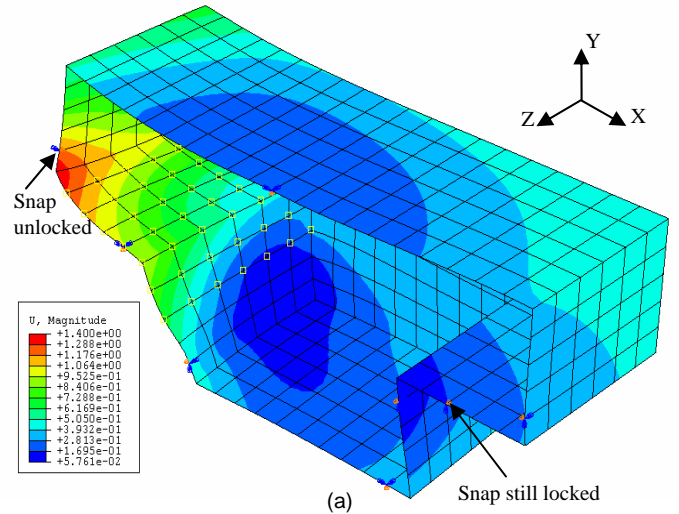 Y
Z
X
Snap
unlocked
U, Magnitude
+1.400e+00
+1.288e+00
+1.176e+00
+1.064e+00
+9.525e-01
+8.406e-01
+7.288e-01
+6.169e-01
+5.050e-01
+3.932e-01
+2.813e-01
+1.695e-01
+5.761e-02
Snap still locked
(a)